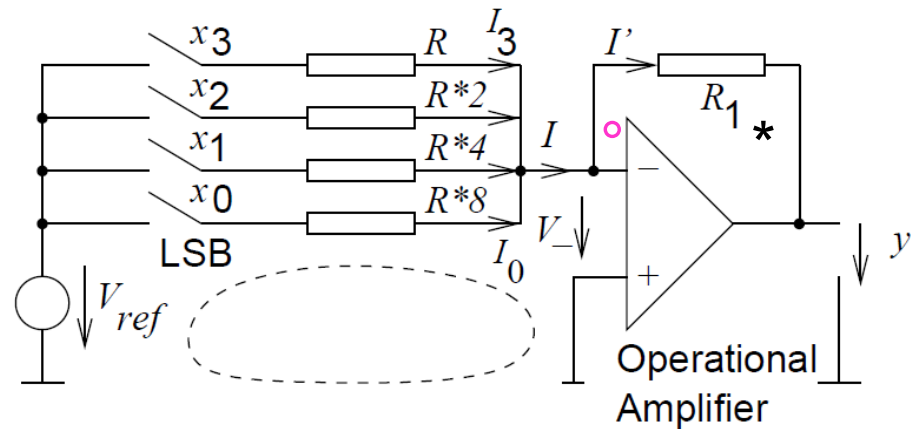 x3 R I3 I’
x2 R*2 R1 *
x1 R*4 I −
x0 R*8
LSB I0 V− y
Vref +
Operational
Amplifier